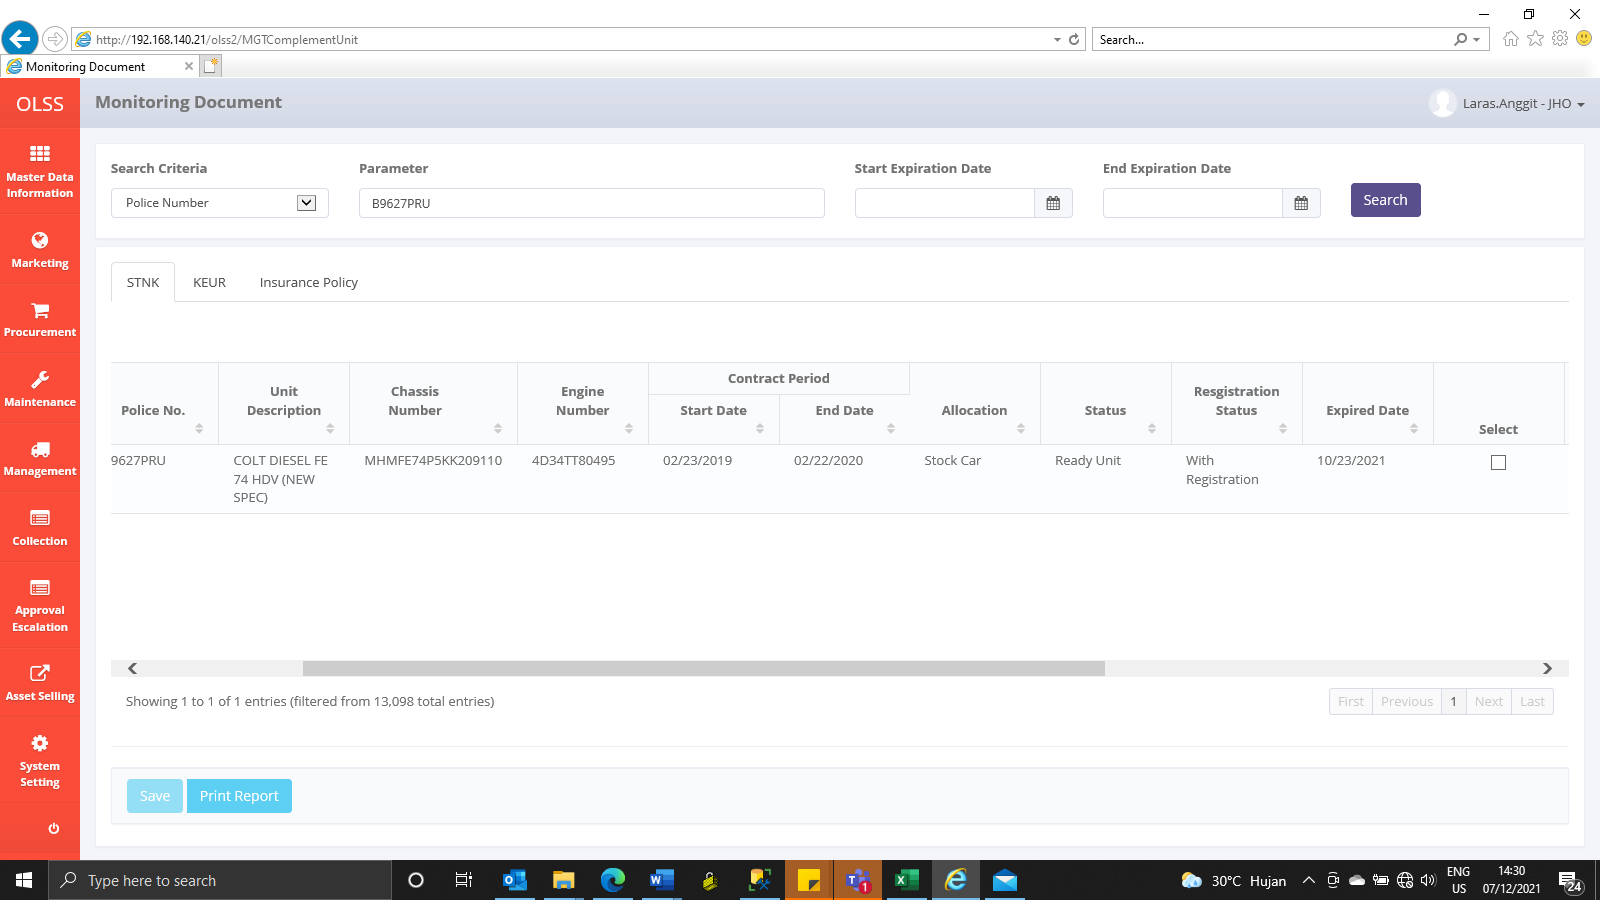 http://192.168.140.21/olss2/MGTComplementUnit
Search...
Monitoring Document
OLSS
Monitoring Document
Laras.Anggit - JHO
Master Data
Information
Marketing
Procurement
Maintenance
Management
Collection
Approval
Escalation
Asset Selling
System
Setting
Search Criteria
Parameter
Start Expiration Date
End Expiration Date
Police Number
B9627PRU
Search
STNK
KEUR
Insurance Policy
Police No.
Unit
Description
Chassis
Number
Engine
Number
Contract Period
Start Date
End Date
Allocation
Status
Resgistration
Status
Expired Date
Select
9627PRU
COLT DIESEL FE
74 HDV (NEW
SPEC)
MHMFE74P5KK209110
4D34TT80495
02/23/2019
02/22/2020
Stock Car
Ready Unit
With
Registration
10/23/2021
Showing 1 to 1 of 1 entries (filtered from 13,098 total entries)
First
Previous
1
Next
Last
Save
Print Report
Type here to search
1
30°C Hujan
ENG
US
14:30
07/12/2021
24